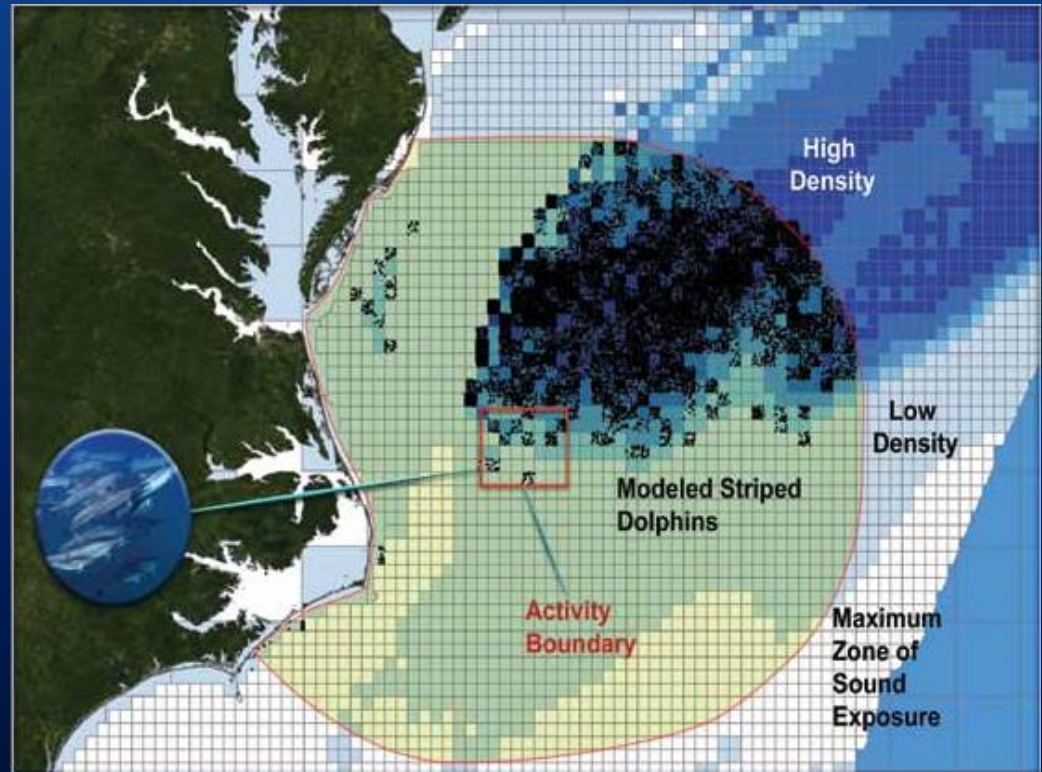 High
Density
Low
Density
Modeled Striped
Dolphins
Activity
Boundary
Maximum
Zone of
Sound
Exposure